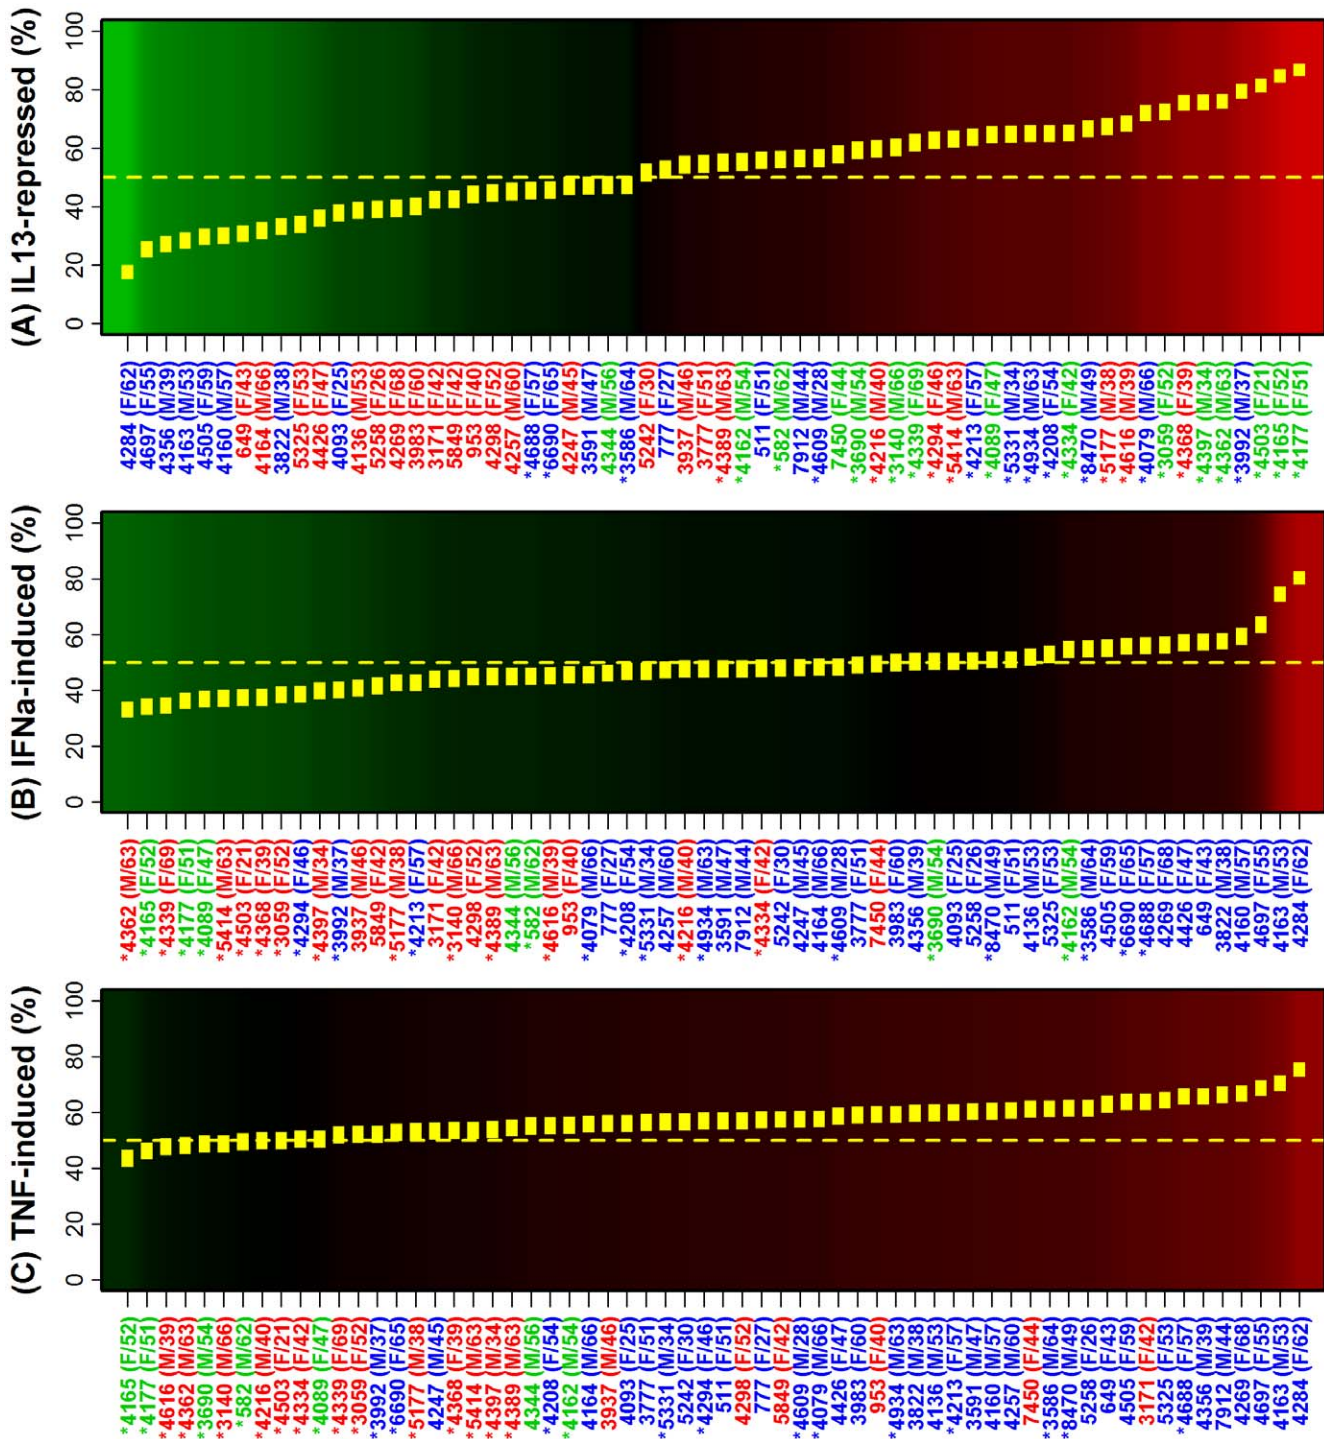 (A) IL13-repressed (%)
0 20 40 60 80 100
4284 (F/62)
4697 (F/55)
4356 (M/39)
4163 (M/53)
4505 (F/59)
4160 (M/57)
649 (F/43)
4164 (M/66)
3822 (M/38)
5325 (F/53)
4426 (F/47)
4093 (F/25)
4136 (M/53)
5258 (F/26)
4269 (F/68)
3983 (F/60)
3171 (F/42)
5849 (F/42)
953 (F/40)
4298 (F/52)
4257 (M/60)
*4688 (F/57)
*6690 (F/65)
4247 (M/45)
3591 (M/47)
4344 (M/56)
*3586 (M/64)
5242 (F/30)
777 (F/27)
3937 (M/46)
3777 (F/51)
*4389 (M/63)
*4162 (M/54)
511 (F/51)
*582 (M/62)
7912 (M/44)
*4609 (M/28)
7450 (F/44)
*3690 (M/54)
*4216 (M/40)
*3140 (M/66)
*4339 (F/69)
*4294 (F/46)
*5414 (M/63)
*4213 (F/57)
*4089 (F/47)
*5331 (M/34)
*4934 (M/63)
*4208 (F/54)
*4334 (F/42)
*8470 (M/49)
*5177 (M/38)
*4616 (M/39)
*4079 (M/66)
*3059 (F/52)
*4368 (F/39)
*4397 (M/34)
*4362 (M/63)
*3992 (M/37)
*4503 (F/21)
*4165 (F/52)
*4177 (F/51)
(B) IFNa-induced (%)
0 20 40 60 80 100
*4362 (M/63)
*4165 (F/52)
*4339 (F/69)
*4177 (F/51)
*4089 (F/47)
*5414 (M/63)
*4503 (F/21)
*4368 (F/39)
*3059 (F/52)
*4294 (F/46)
*4397 (M/34)
*3992 (M/37)
3937 (M/46)
5849 (F/42)
*5177 (M/38)
*4213 (F/57)
3171 (F/42)
*3140 (M/66)
4298 (F/52)
*4389 (M/63)
4344 (M/56)
*582 (M/62)
*4616 (M/39)
953 (F/40)
*4079 (M/66)
777 (F/27)
*4208 (F/54)
*5331 (M/34)
4257 (M/60)
*4216 (M/40)
*4934 (M/63)
3591 (M/47)
7912 (M/44)
*4334 (F/42)
5242 (F/30)
4247 (M/45)
4164 (M/66)
*4609 (M/28)
3777 (F/51)
7450 (F/44)
3983 (F/60)
4356 (M/39)
*3690 (M/54)
4093 (F/25)
5258 (F/26)
*8470 (M/49)
511 (F/51)
4136 (M/53)
5325 (F/53)
*4162 (M/54)
*3586 (M/64)
4505 (F/59)
*6690 (F/65)
*4688 (F/57)
4269 (F/68)
4426 (F/47)
649 (F/43)
3822 (M/38)
4160 (M/57)
4697 (F/55)
4163 (M/53)
4284 (F/62)
(C) TNF-induced (%)
0 20 40 60 80 100
*4165 (F/52)
*4177 (F/51)
*4616 (M/39)
*4362 (M/63)
*3690 (M/54)
*3140 (M/66)
*582 (M/62)
*4216 (M/40)
*4503 (F/21)
*4334 (F/42)
*4089 (F/47)
*4339 (F/69)
*3059 (F/52)
*3992 (M/37)
*6690 (F/65)
*5177 (M/38)
4247 (M/45)
*4368 (F/39)
*5414 (M/63)
*4397 (M/34)
*4389 (M/63)
4344 (M/56)
*4208 (F/54)
*4162 (M/54)
4164 (M/66)
3937 (M/46)
4093 (F/25)
3777 (F/51)
*5331 (M/34)
5242 (F/30)
*4294 (F/46)
511 (F/51)
4298 (F/52)
777 (F/27)
5849 (F/42)
*4609 (M/28)
*4079 (M/66)
4426 (F/47)
3983 (F/60)
953 (F/40)
*4934 (M/63)
3822 (M/38)
4136 (M/53)
*4213 (F/57)
3591 (M/47)
4160 (M/57)
4257 (M/60)
7450 (F/44)
*3586 (M/64)
*8470 (M/49)
5258 (F/26)
649 (F/43)
4505 (F/59)
3171 (F/42)
5325 (F/53)
*4688 (F/57)
4356 (M/39)
7912 (M/44)
4269 (F/68)
4697 (F/55)
4163 (M/53)
4284 (F/62)